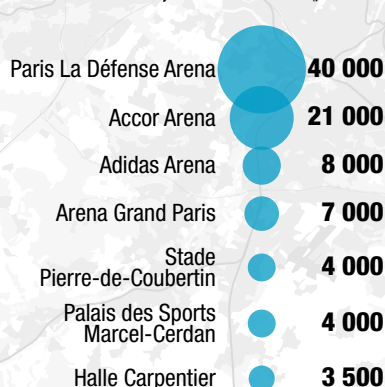 Paris La Défense Arena 40 000
Accor Arena 21 000
Adidas Arena 8 000
Arena Grand Paris 7 000
Stade
Pierre-de-Coubertin 4 000
Palais des Sports
Marcel-Cerdan 4 000
Halle Carpentier 3 500